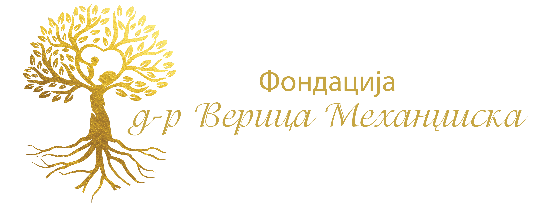 Фондација
д-р Верица Механџиска